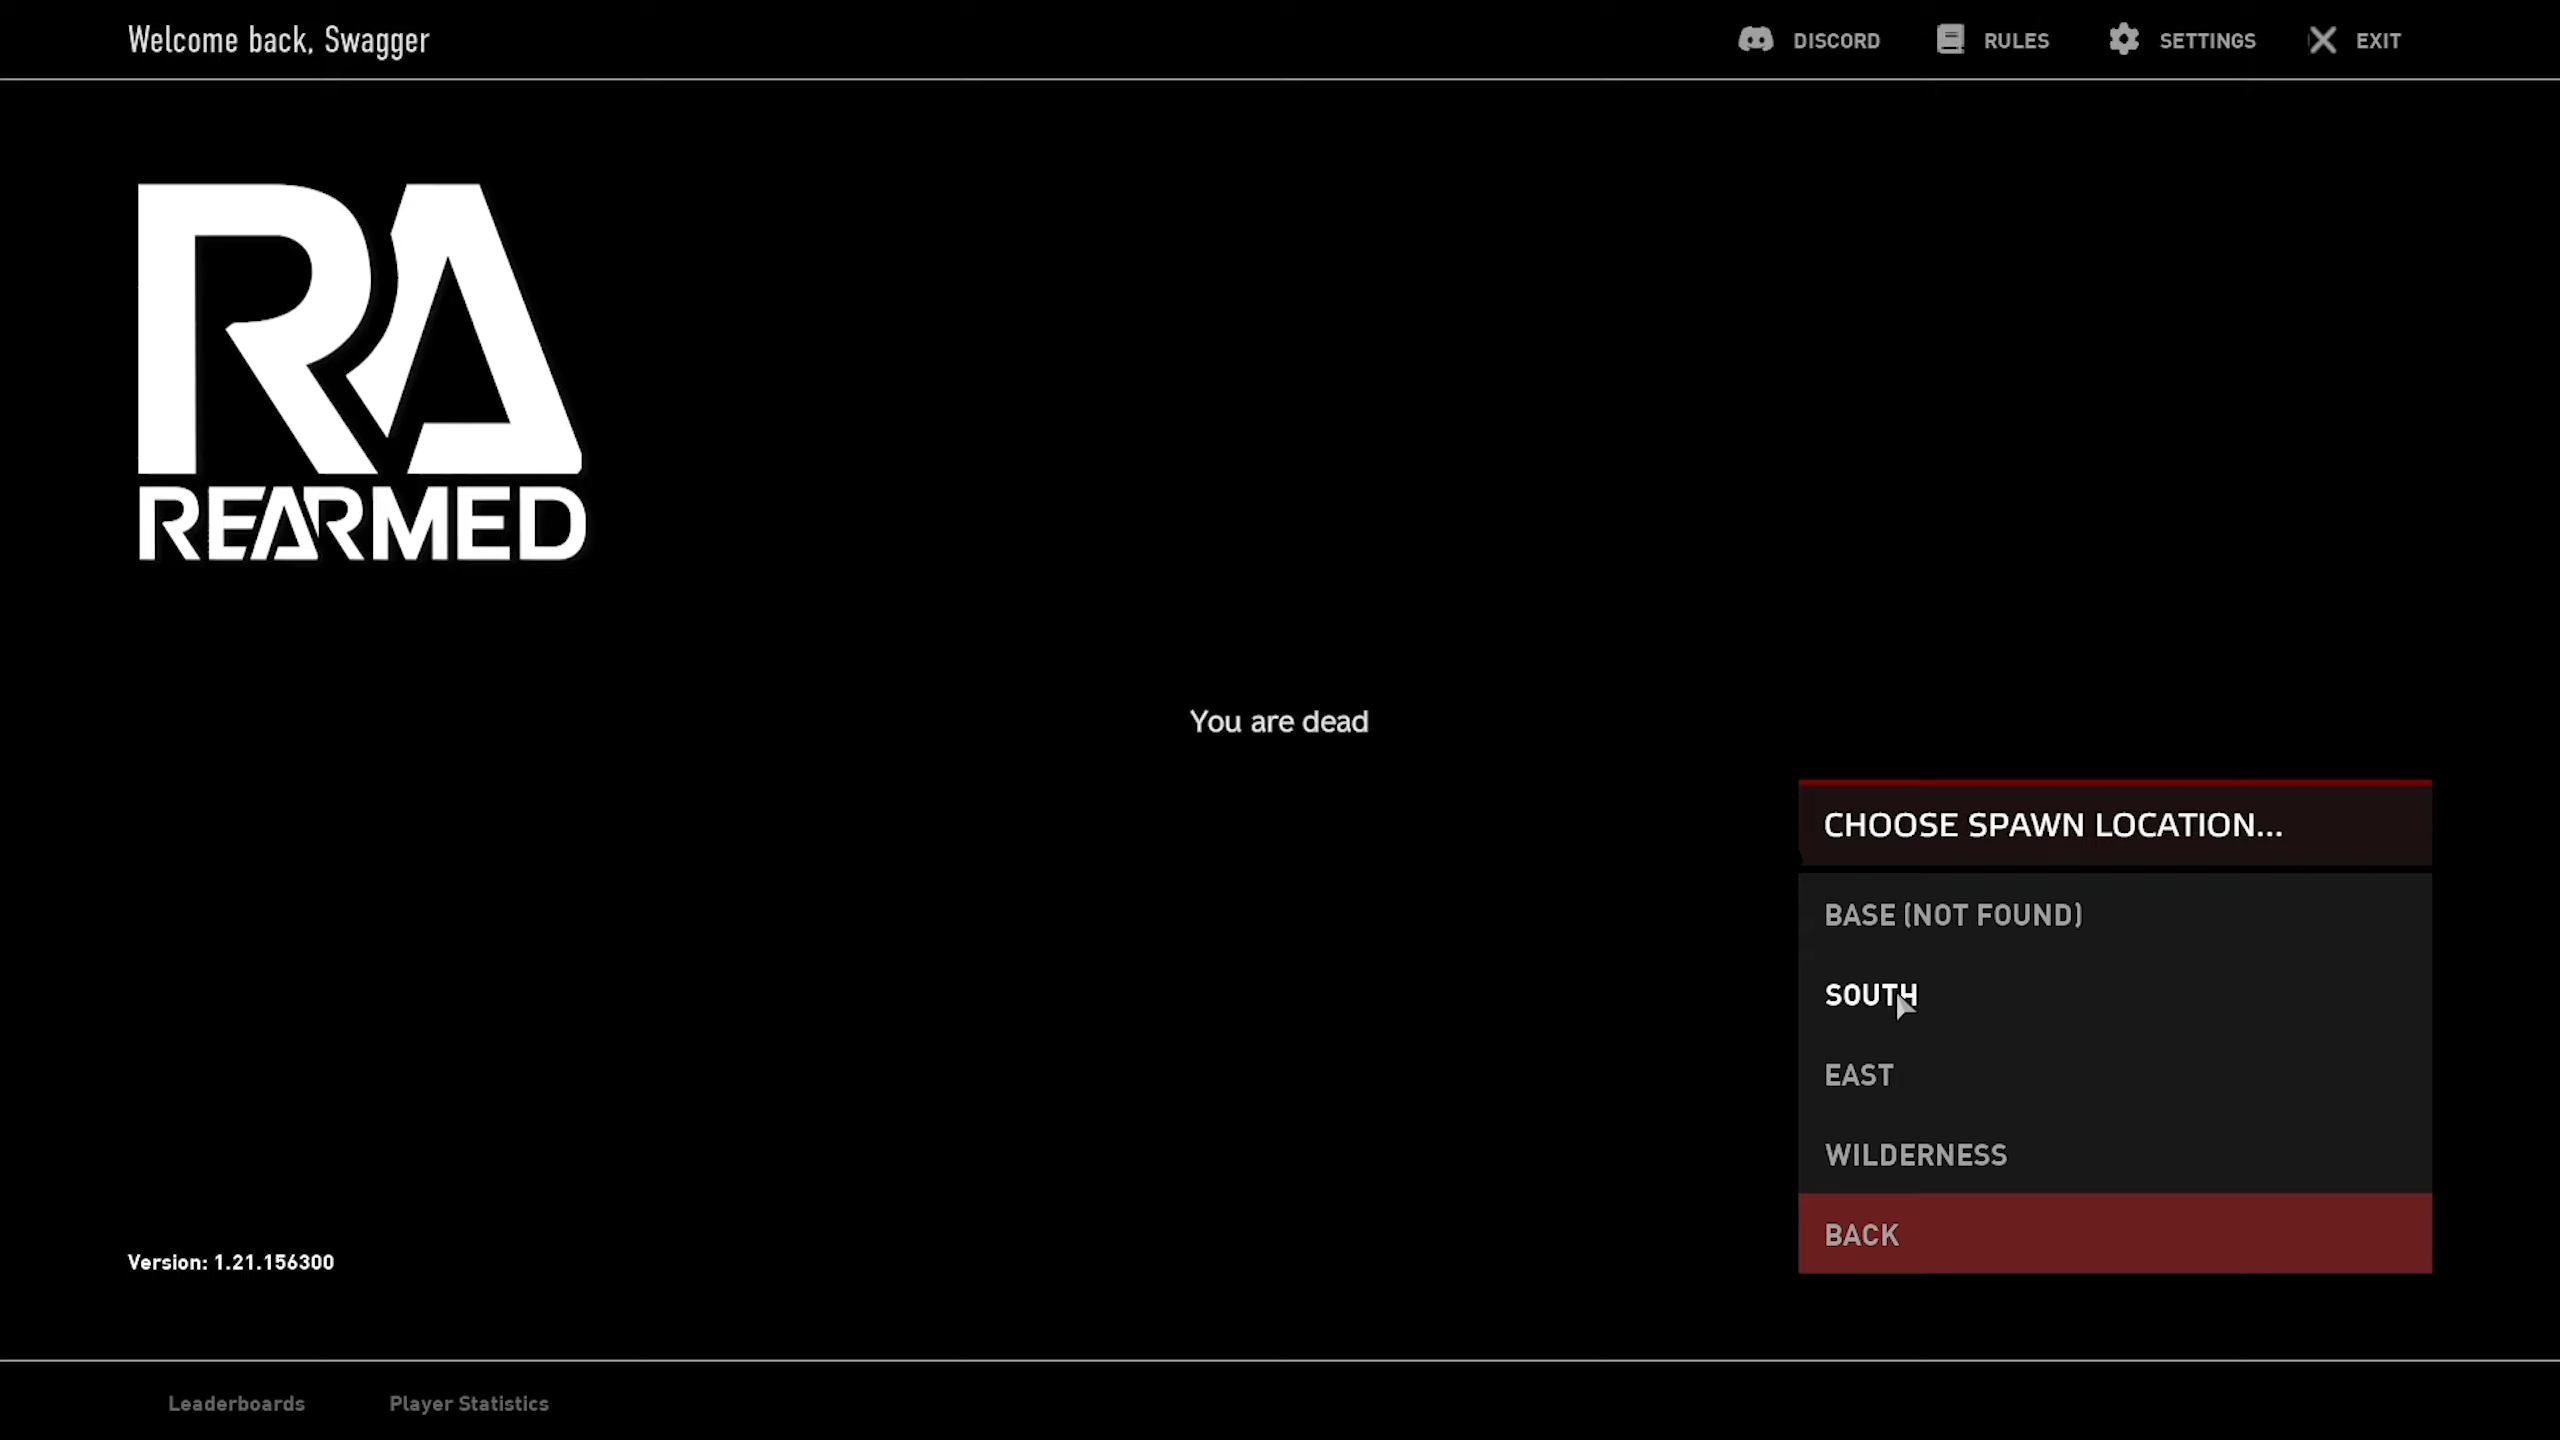 Welcome back, Swagger
DISCORD
RULES
SETTINGS
EXIT
RA
REARMED
You are dead
CHOOSE SPAWN LOCATION...
BASE (NOT FOUND)
SOUTH
EAST
WILDERNESS
BACK
Version: 1.21.156300
Leaderboards
Player Statistics